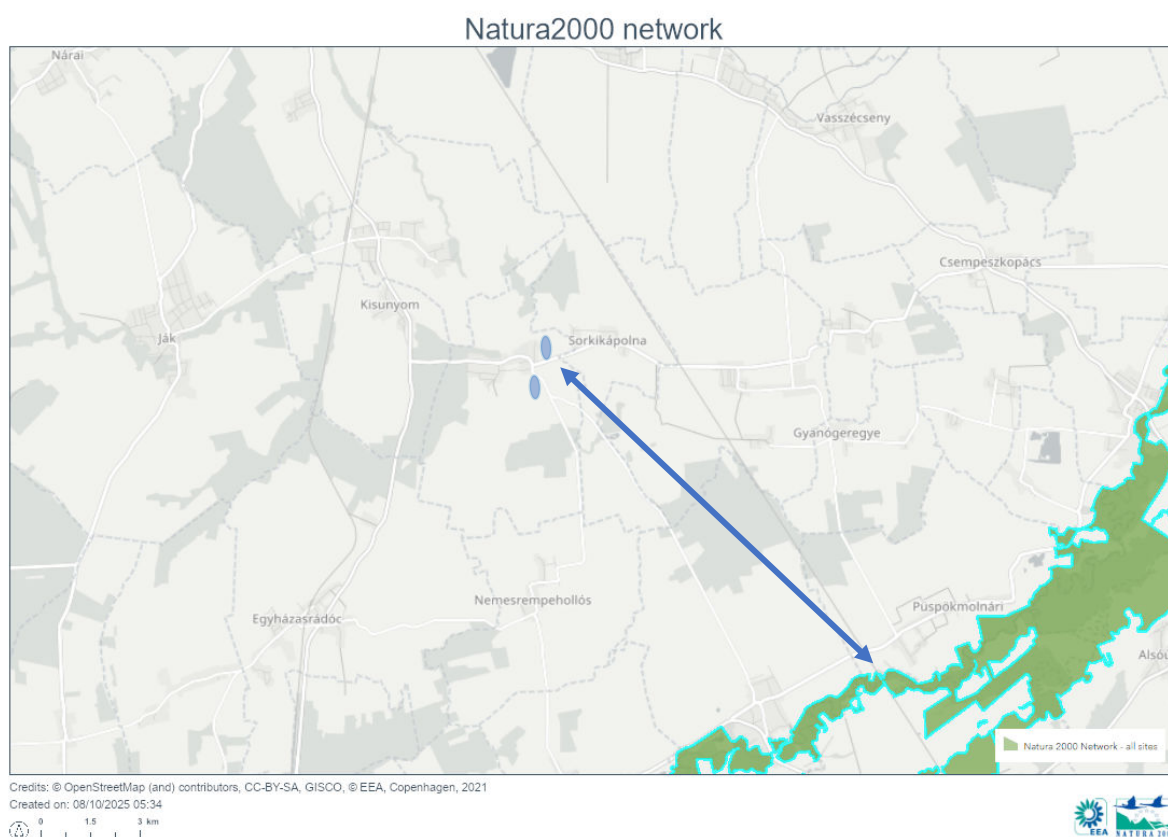 Natura2000 network
Nárai
Vasszécseny
Csempeszkopács
Kisunyom
Ják
Sorkikápolna
Gyanógeregye
Nemesrempehollós
Egyházasrádóc
Püspökmolnári
Alsóú
Natura 2000 Network - all sites
Credits: © OpenStreetMap (and) contributors, CC-BY-SA, GISCO, © EEA, Copenhagen, 2021
Created on: 08/10/2025 05:34
0 1.5 3 km
EEA
NATURA 200